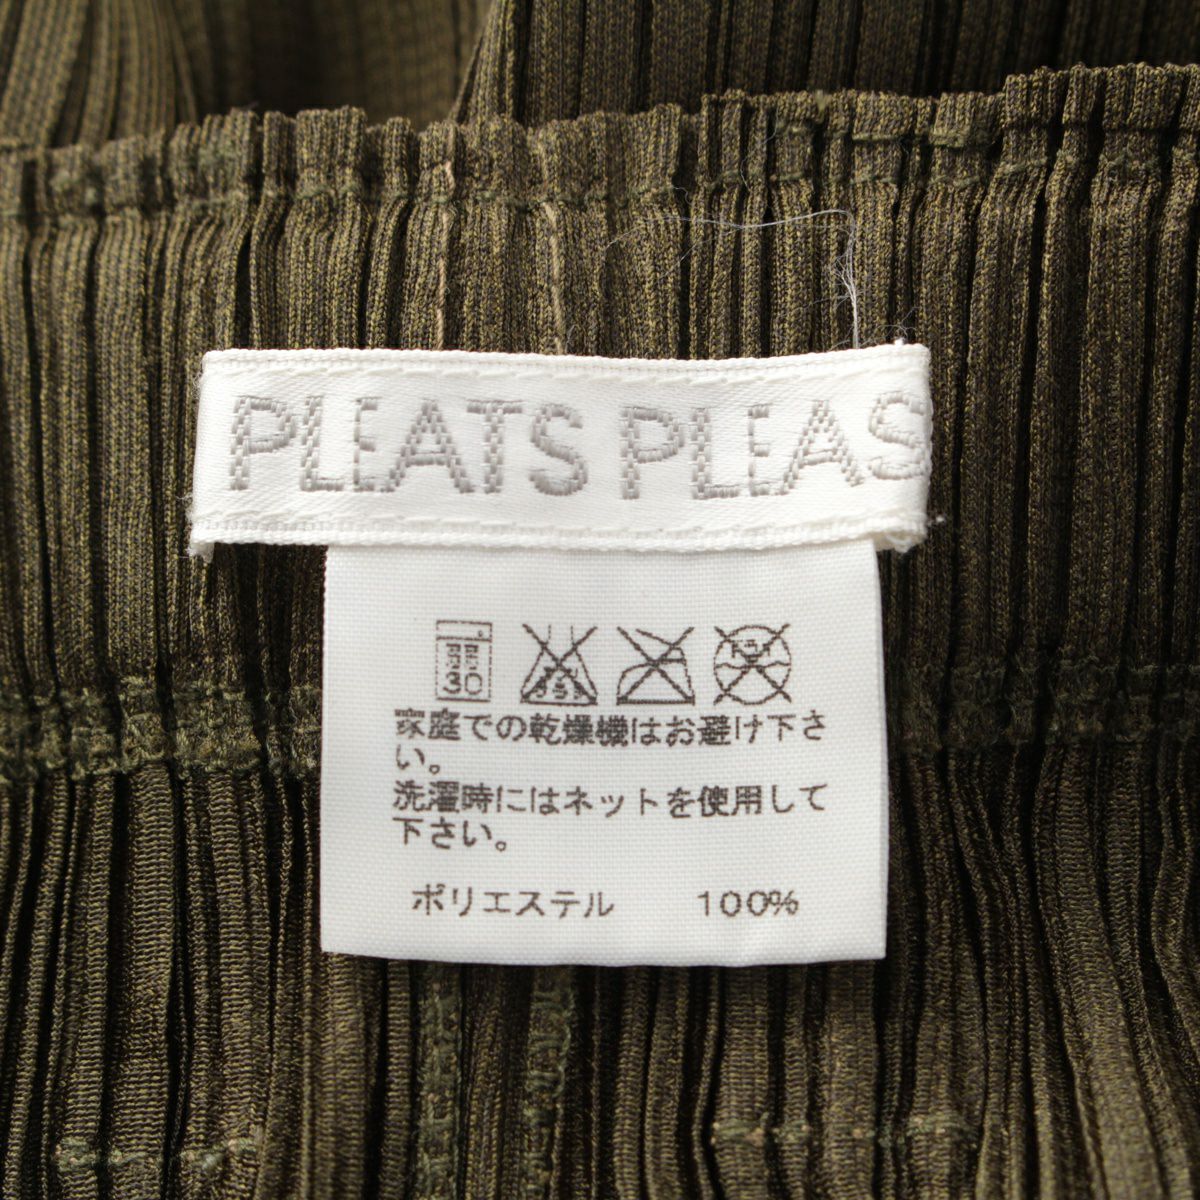 PLEATS PLEAS
30
家庭での乾燥機はお避け下さ
い。
洗濯時にはネットを使用して
下さい。
ポリエステル 100%